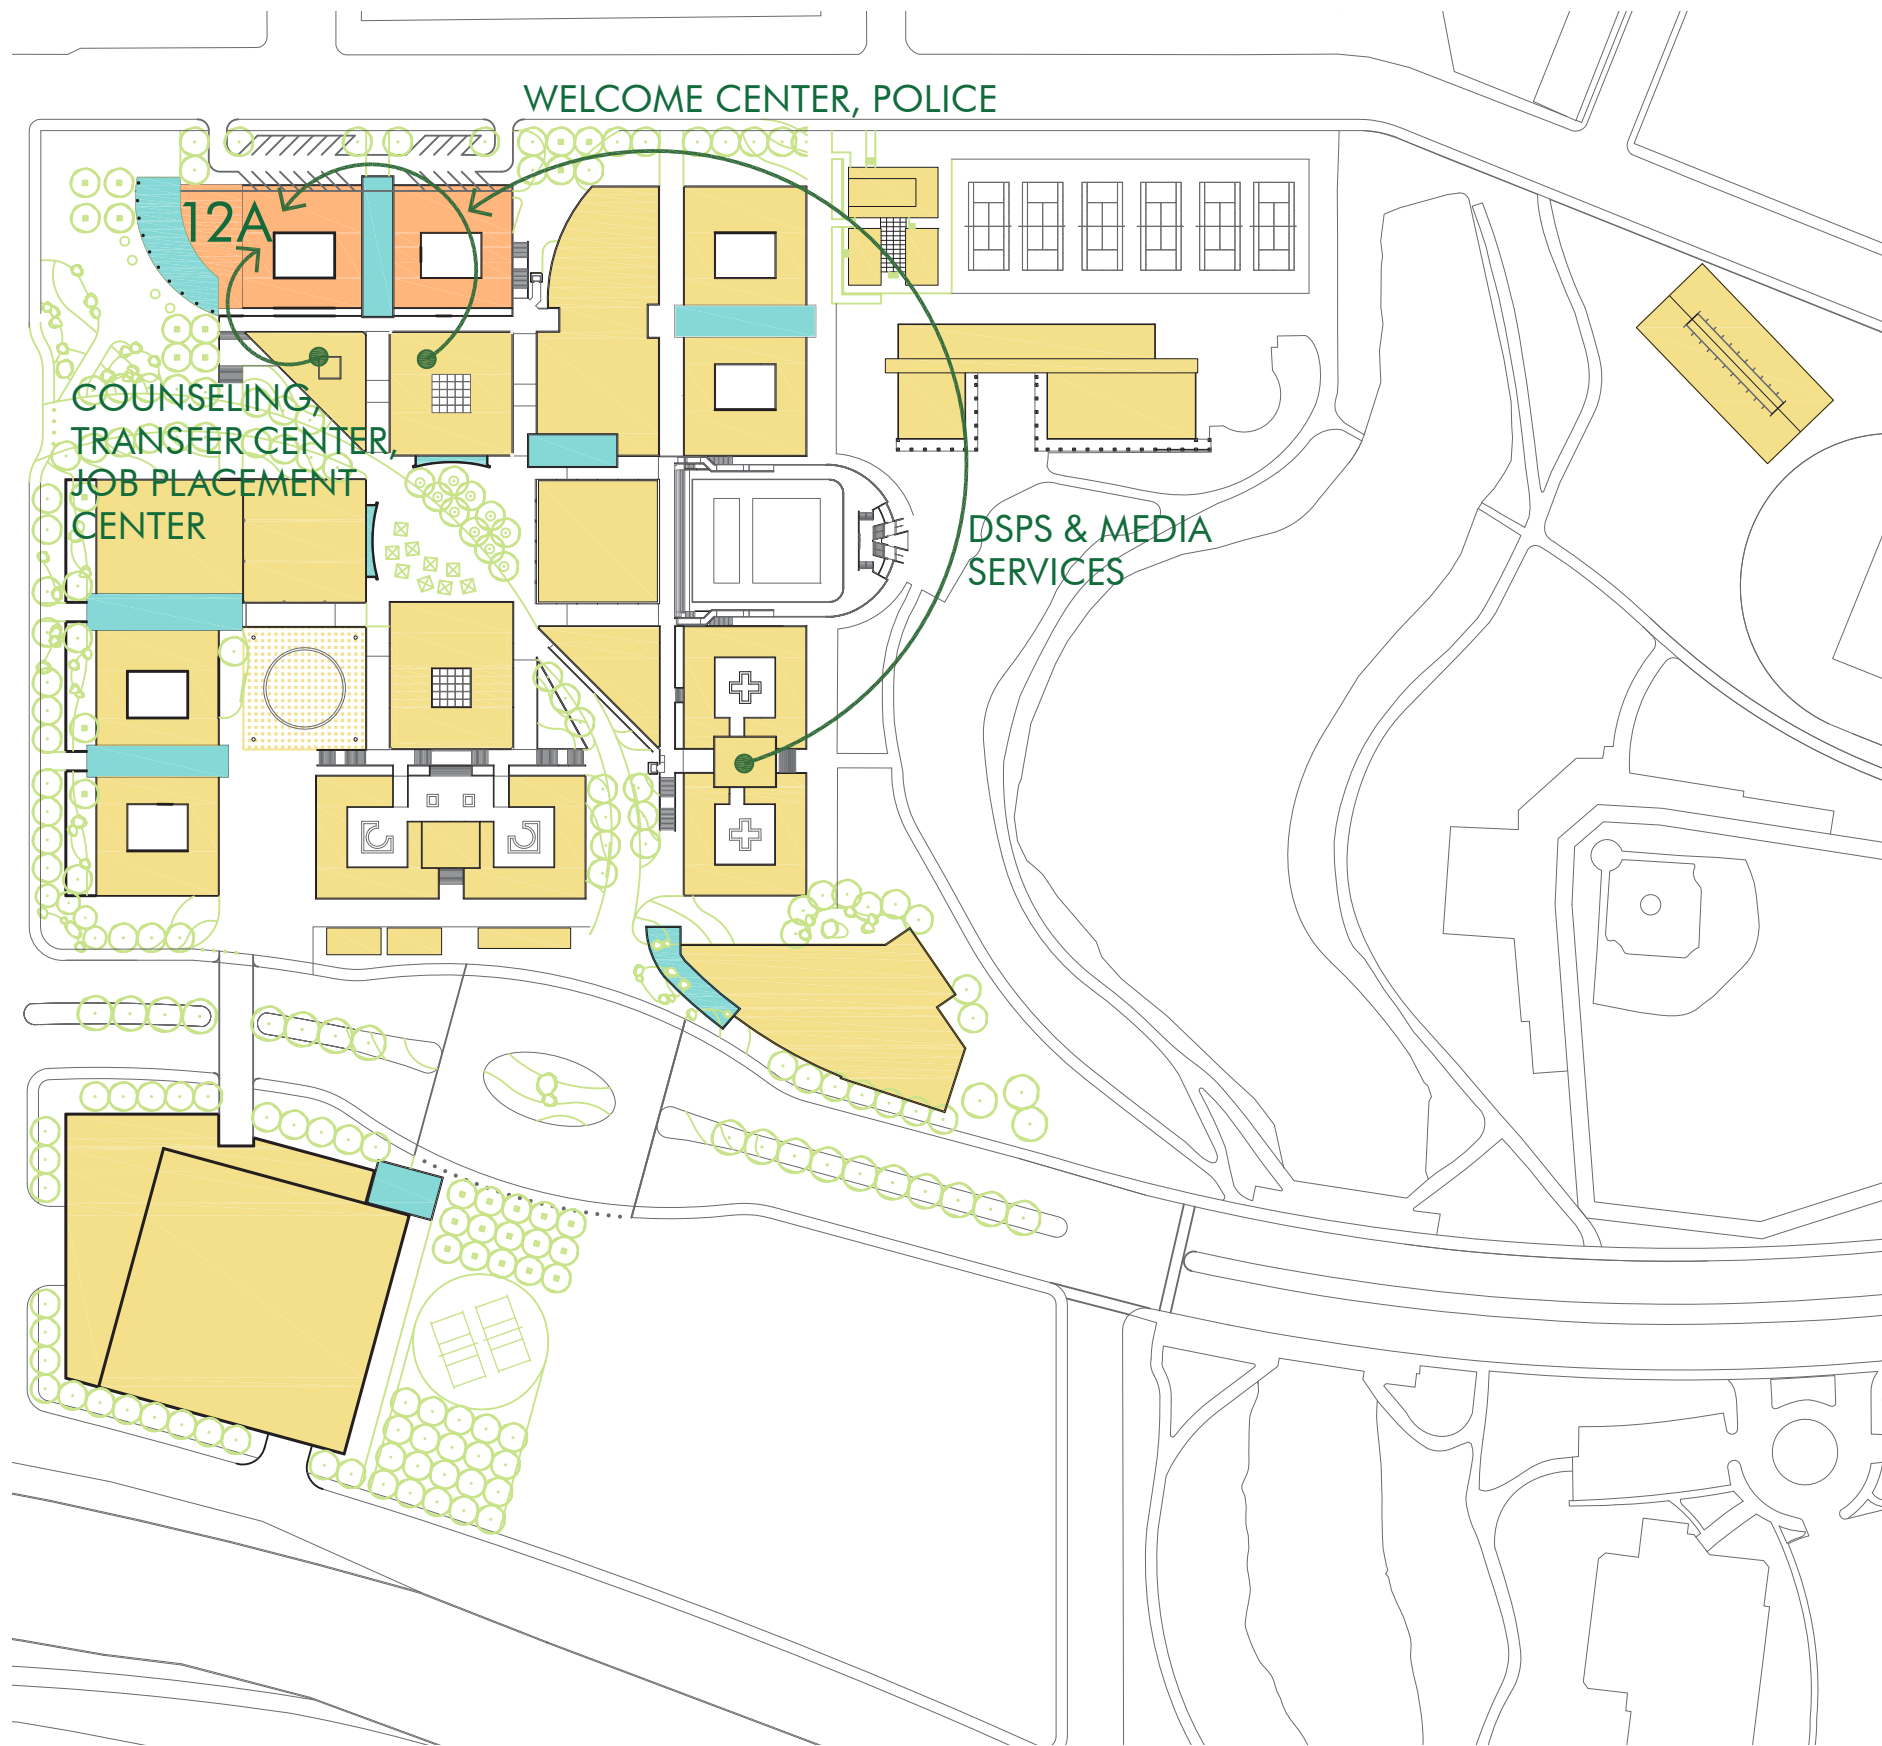 WELCOME CENTER, POLICE
12A
COUNSELING,
TRANSFER CENTER,
JOB PLACEMENT
CENTER
DSPS & MEDIA
SERVICES